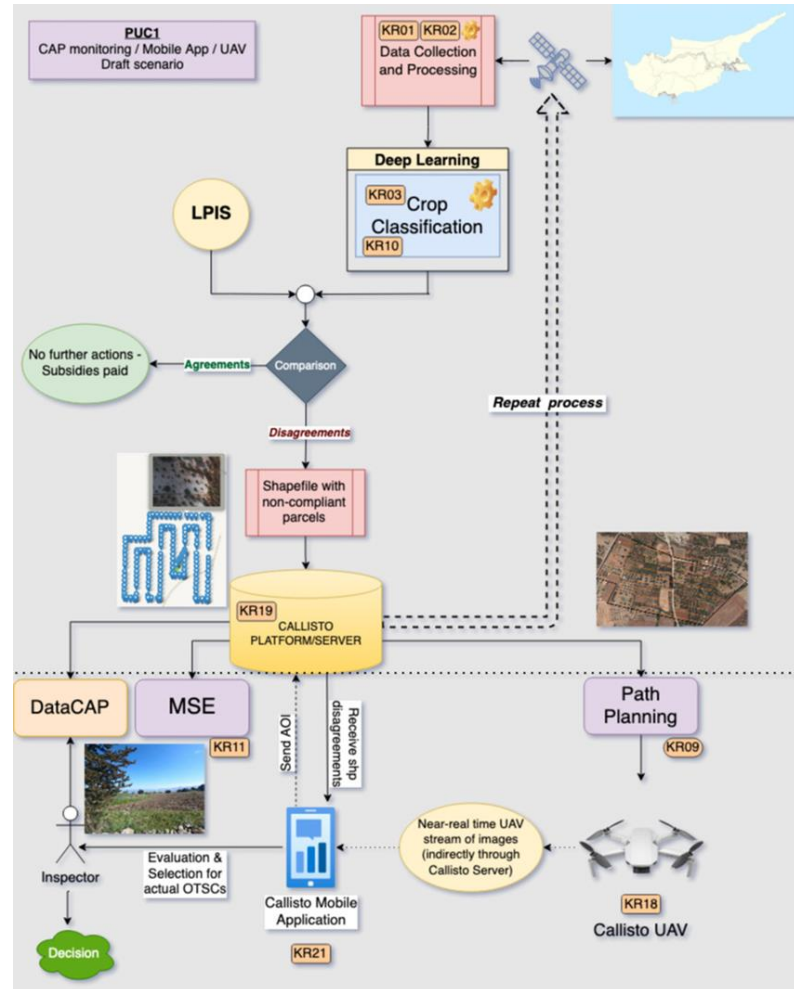 PUC1
CAP monitoring / Mobile App / UAV
Draft scenario
KR01
KR02
Data Collection
and Processing
Deep Learning
KR03
Crop
Classification
KR10
LPIS
No further actions -
Subsidies paid
Agreements
Comparison
Disagreements
Repeat process
Shapefile with
non-compliant
parcels
KR19
CALLISTO
PLATFORM/SERVER
DataCAP
MSE
KR11
Path
Planning
KR09
Send AOI
Receive shp
disagreements
Near-real time UAV
stream of images
(indirectly through
Callisto Server)
Evaluation &
Selection for
actual OTSCs
Inspector
Callisto Mobile
Application
KR21
KR18
Callisto UAV
Decision